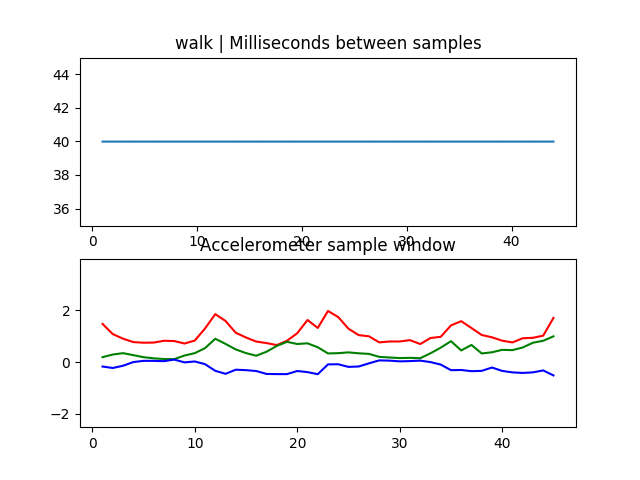 walk | Milliseconds between samples
44
42
40
38
36
0 10 20 30 40
Accelerometer sample window
2
0
−2
0 10 20 30 40